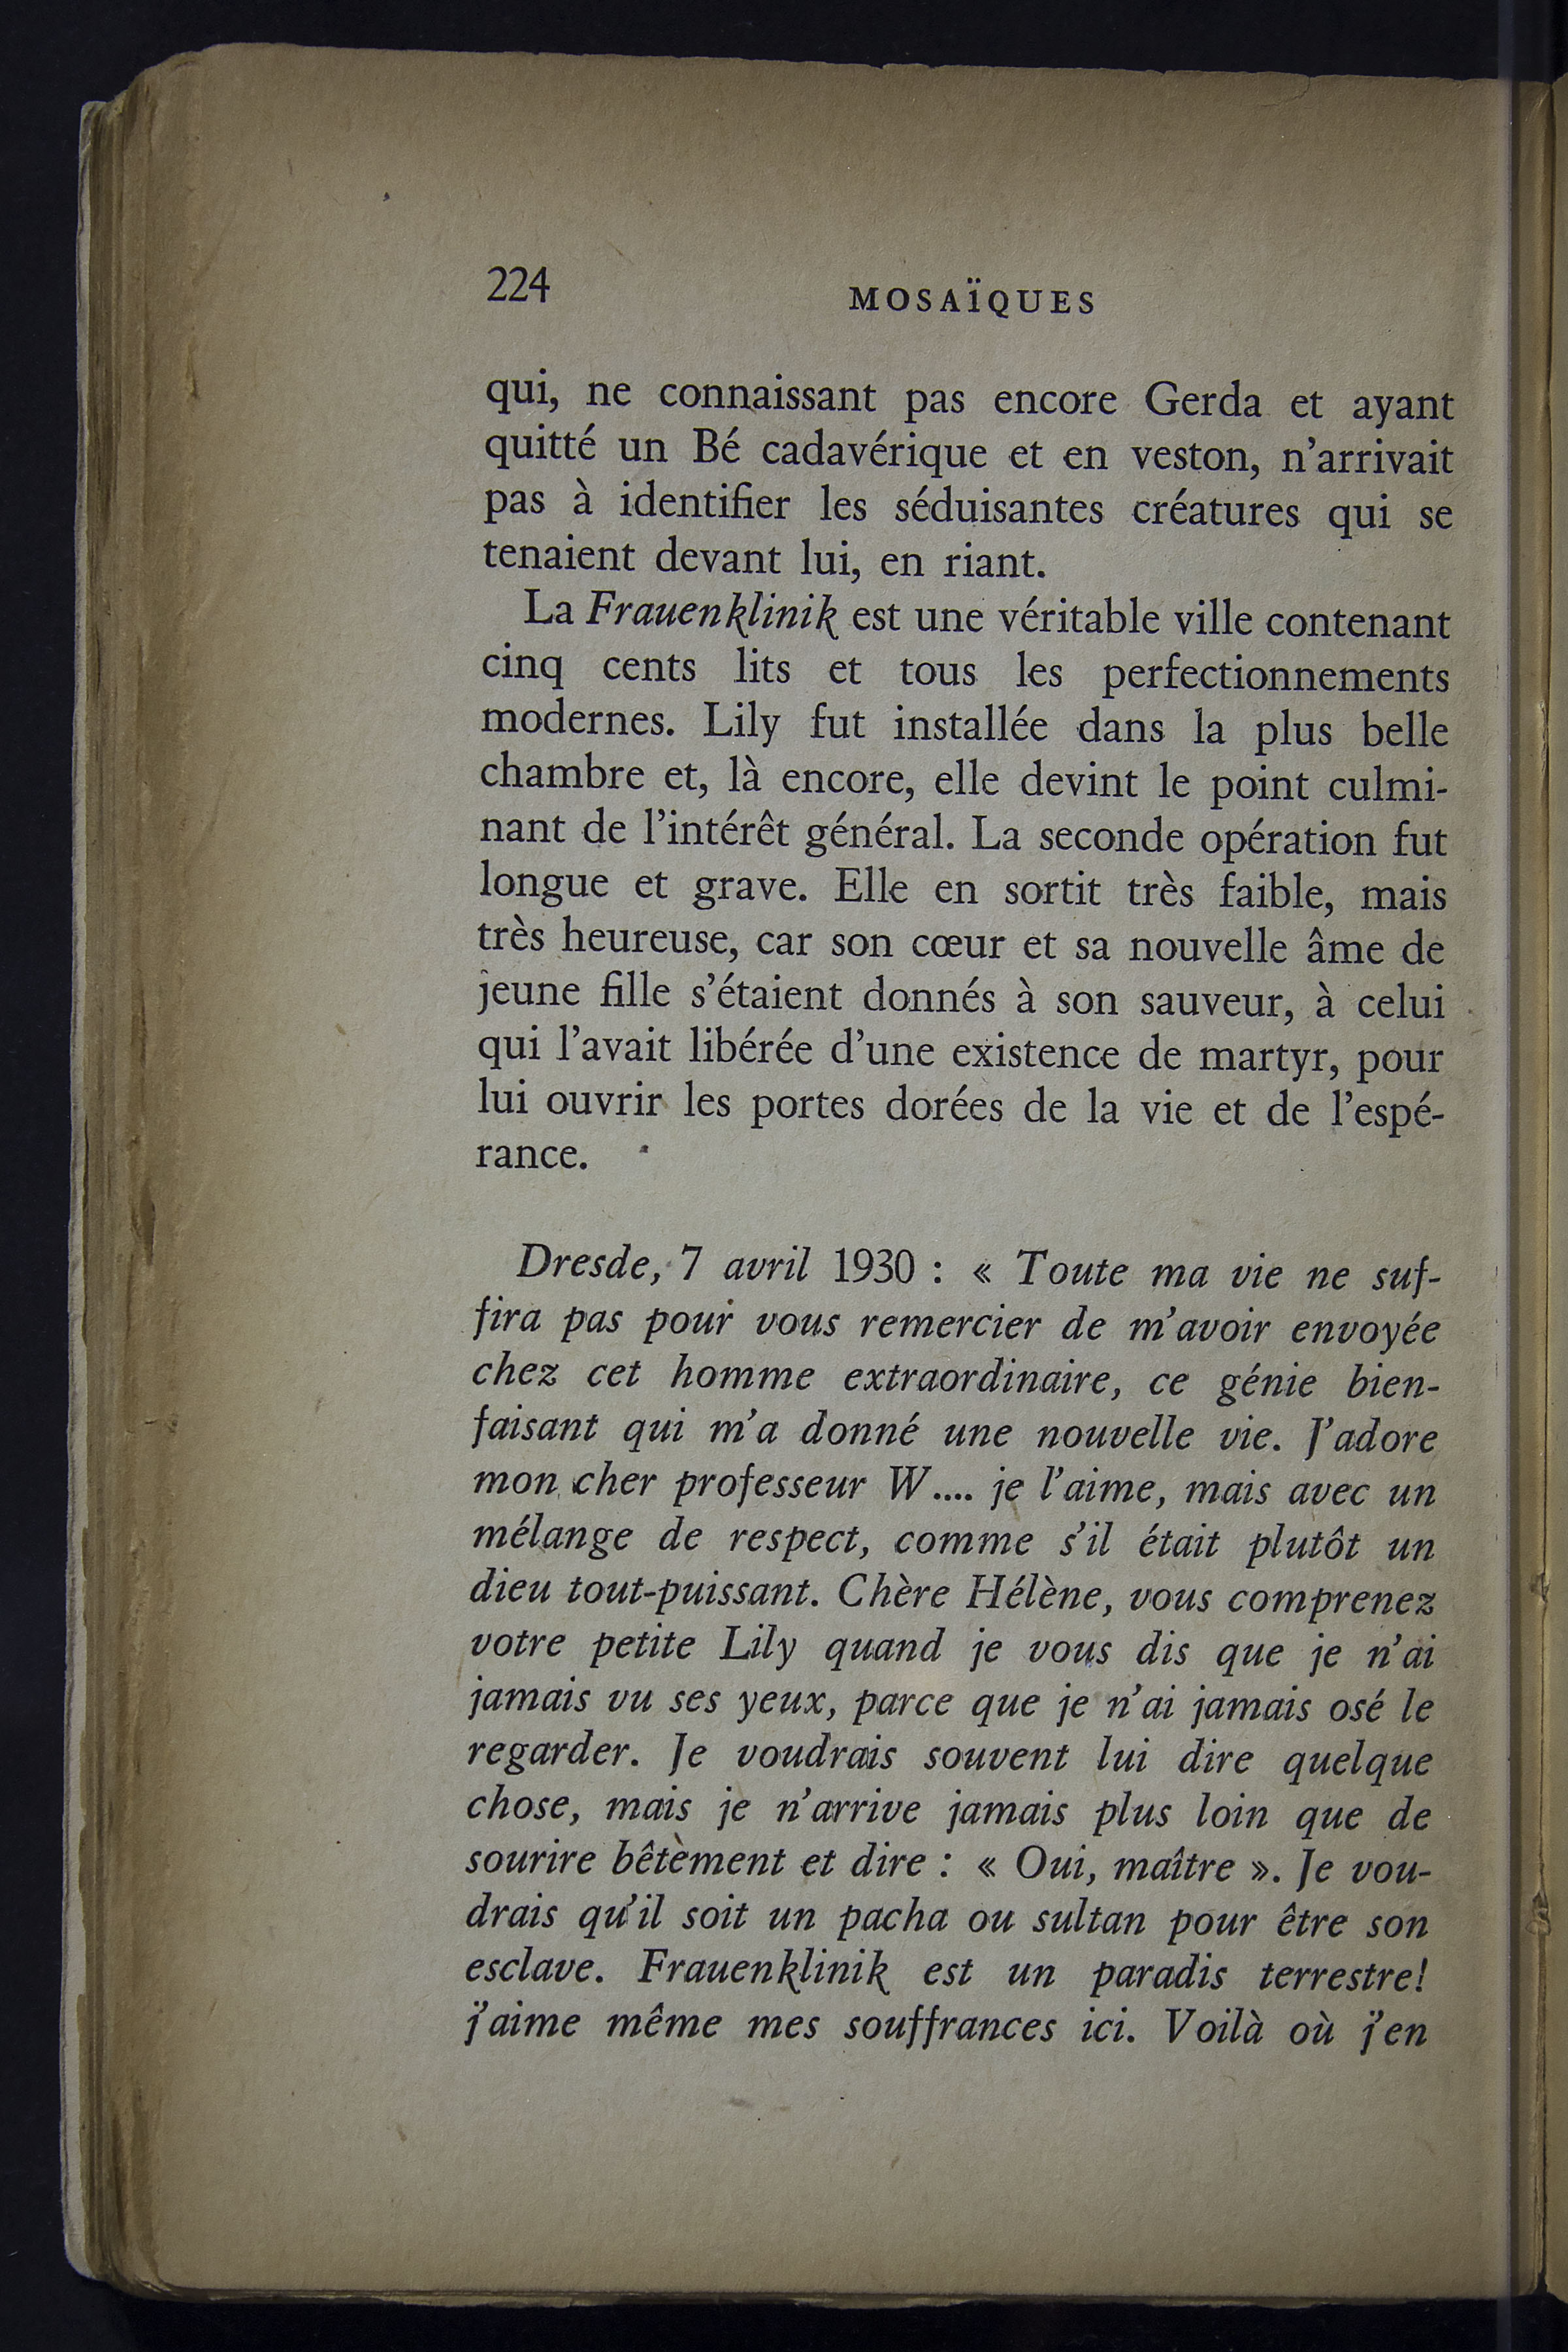 224
MOSAÏQUES
qui, ne connaissant pas encore Gerda et ayant
quitté un Bé cadavérique et en veston, n'arrivait
pas à identifier les séduisantes créatures qui se
tenaient devant lui, en riant.
La Frauenklinik est une véritable ville contenant
cinq cents lits et tous les perfectionnements
modernes. Lily fut installée dans la plus belle
chambre et, là encore, elle devint le point culmi-
nant de l'intérêt général. La seconde opération fut
longue et grave. Elle en sortit très faible, mais
très heureuse, car son cœur et sa nouvelle âme de
jeune fille s'étaient donnés à son sauveur, à celui
qui l'avait libérée d'une existence de martyr, pour
lui ouvrir les portes dorées de la vie et de l'espé-
rance.
Dresde, 7 avril 1930 : « Toute ma vie ne suf-
fira pas pour vous remercier de m'avoir envoyée
chez cet homme extraordinaire, ce génie bien-
faisant qui m'a donné une nouvelle vie. J'adore
mon cher professeur W.... je l'aime, mais avec un
mélange de respect, comme s'il était plutôt un
dieu tout-puissant. Chère Hélène, vous comprenez
votre petite Lily quand je vous dis que je n'ai
jamais vu ses yeux, parce que je n'ai jamais osé le
regarder. Je voudrais souvent lui dire quelque
chose, mais je n'arrive jamais plus loin que de
sourire bêtement et dire : « Oui, maître ». Je vou-
drais qu'il soit un pacha ou sultan pour être son
esclave. Frauenklinik est un paradis terrestre!
j'aime même mes souffrances ici. Voilà où j'en